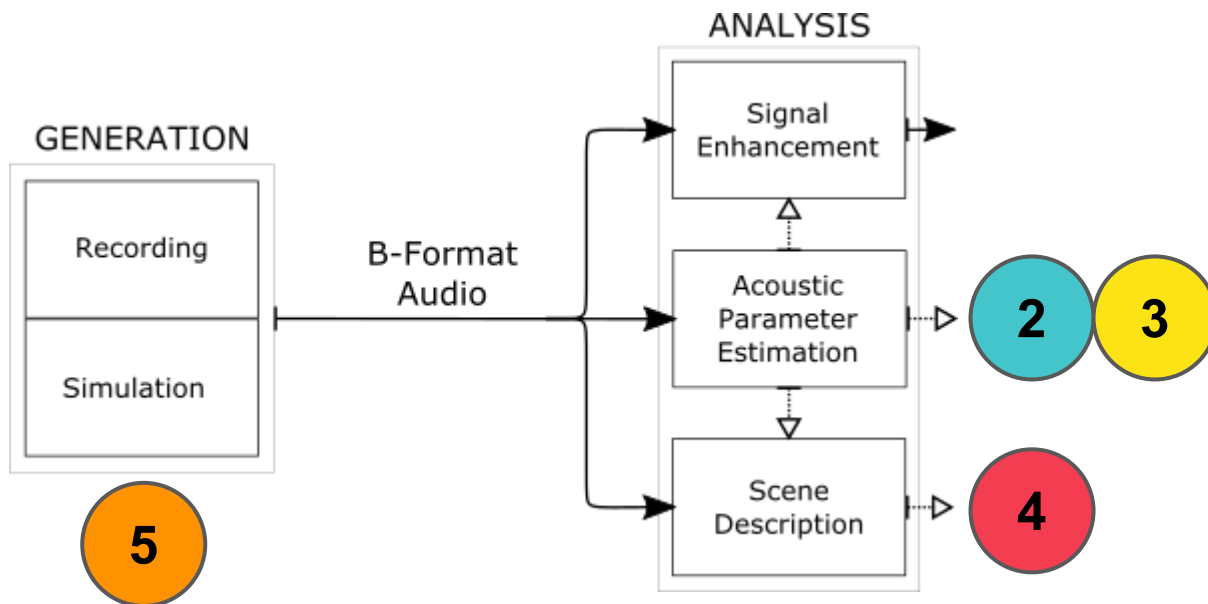 ANALYSIS
Signal
Enhancement
GENERATION
Recording
B-Format
Audio
Acoustic
Parameter
Estimation
2
3
Simulation
Scene
Description
4
5